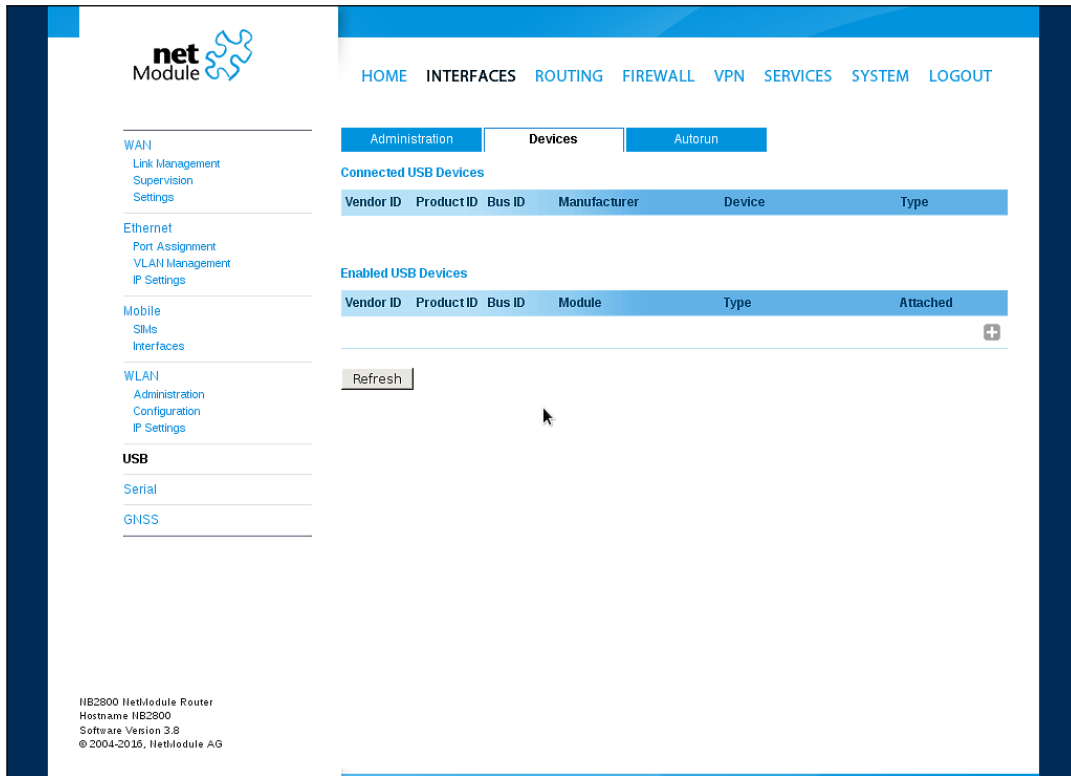 net
Module
HOME INTERFACES ROUTING FIREWALL VPN SERVICES SYSTEM LOGOUT
WAN
Link Management
Supervision
Settings
Ethernet
Port Assignment
VLAN Management
IP Settings
Mobile
SIMs
Interfaces
WLAN
Administration
Configuration
IP Settings
USB
Serial
GNSS
Administration Devices Autorun
Connected USB Devices
Vendor ID Product ID Bus ID Manufacturer Device Type
Enabled USB Devices
Vendor ID Product ID Bus ID Module Type Attached
Refresh
NB2800 NetModule Router
Hostname NB2800
Software Version 3.8
© 2004-2016, NetModule AG